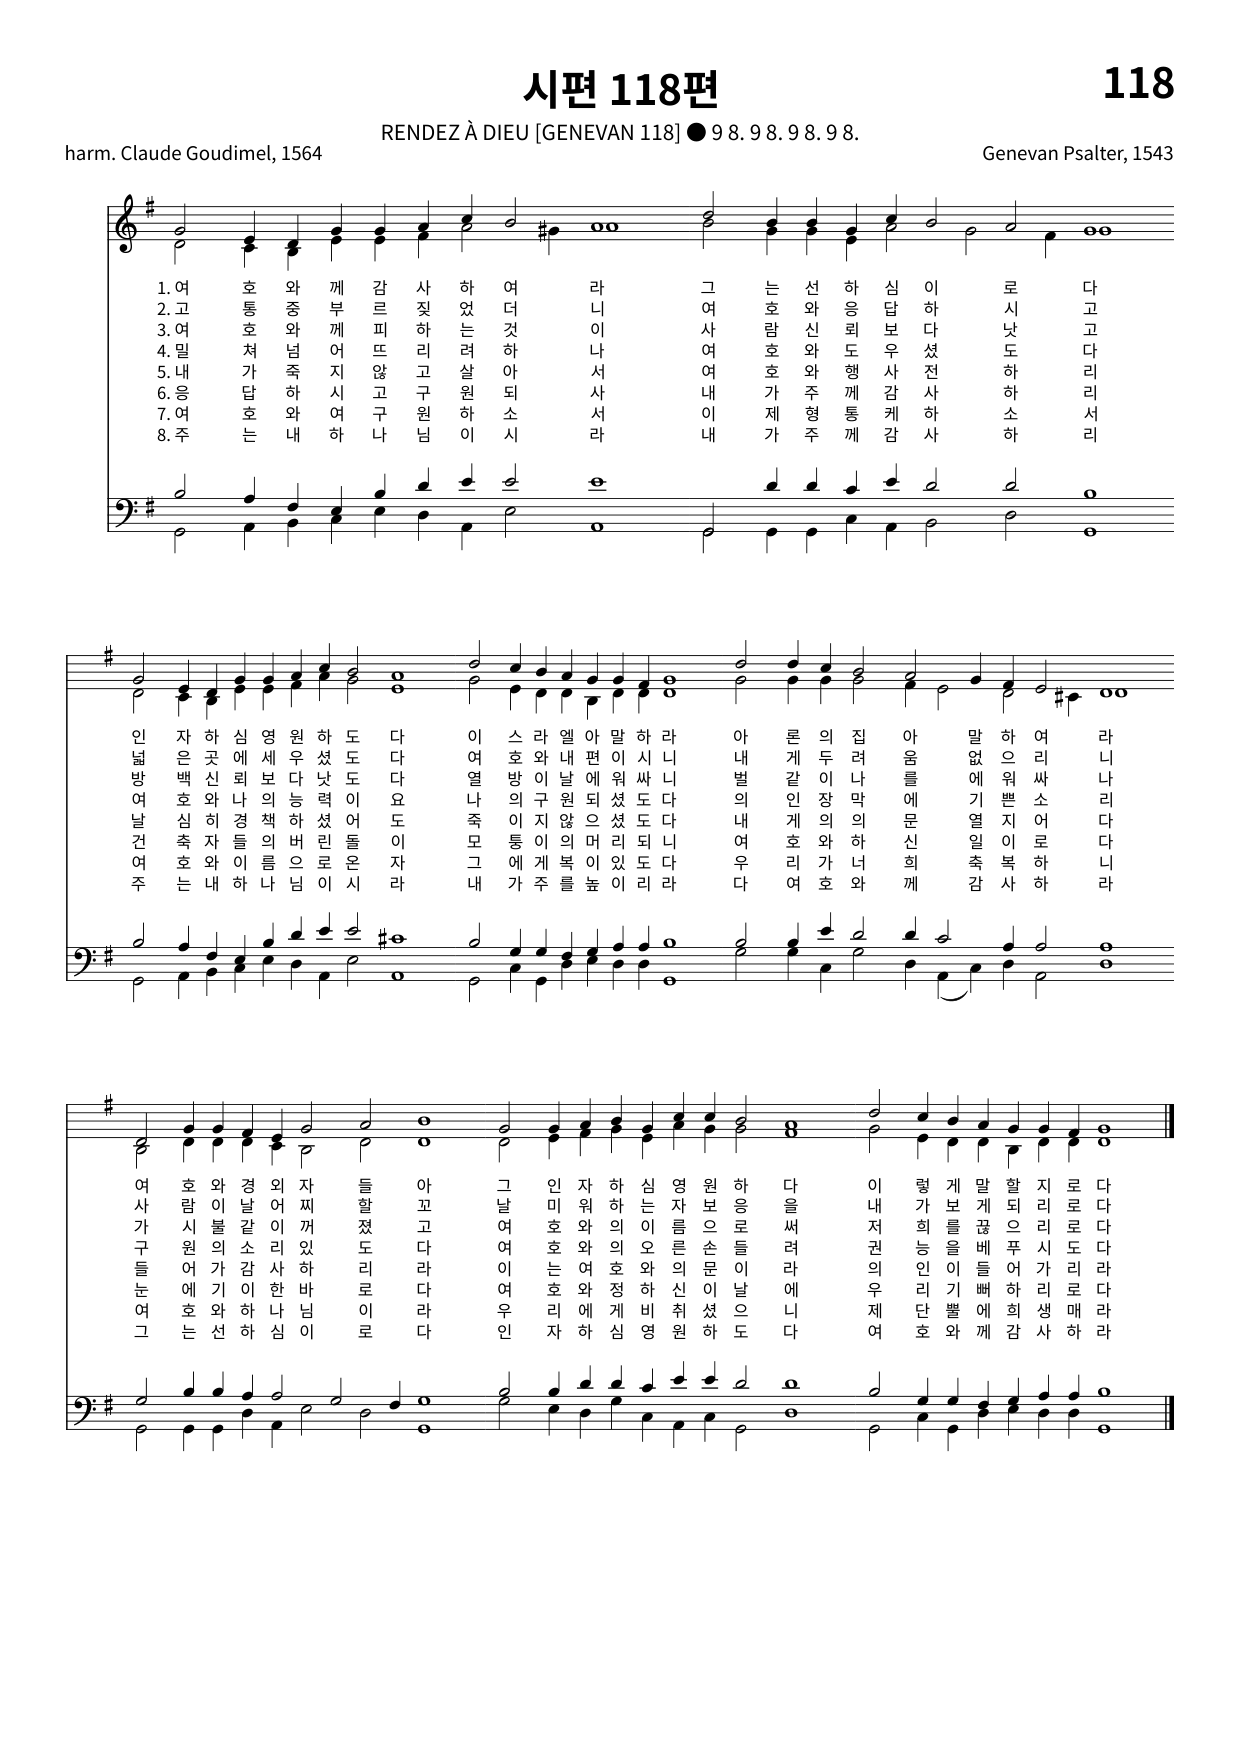 시편 118편
118
RENDEZ À DIEU [GENEVAN 118] ● 9 8. 9 8. 9 8. 9 8.
harm. Claude Goudimel, 1564
Genevan Psalter, 1543
1. 여 호 와 께 감 사 하 여 라 그 는 선 하 심 이 로 다
2. 고 통 중 부 르 짖 었 더 니 여 호 와 응 답 하 시 고
3. 여 호 와 께 피 하 는 것 이 사 람 신 뢰 보 다 낫 고
4. 밀 쳐 넘 어 뜨 리 려 하 나 여 호 와 도 우 셨 도 다
5. 내 가 죽 지 않 고 살 아 서 여 호 와 행 사 전 하 리
6. 응 답 하 시 고 구 원 되 사 내 가 주 께 감 사 하 리
7. 여 호 와 여 구 원 하 소 서 이 제 형 통 케 하 소 서
8. 주 는 내 하 나 님 이 시 라 내 가 주 께 감 사 하 리
인 자 하 심 영 원 하 도 다 이 스 라 엘 아 말 하 라 아 론 의 집 아 말 하 여 라
넓 은 곳 에 세 우 셨 도 다 여 호 와 내 편 이 시 니 내 게 두 려 움 없 으 리 니
방 백 신 뢰 보 다 낫 도 다 열 방 이 날 에 워 싸 니 벌 같 이 나 를 에 워 싸 나
여 호 와 나 의 능 력 이 요 나 의 구 원 되 셨 도 다 의 인 장 막 에 기 쁜 소 리
날 심 히 경 책 하 셨 어 도 죽 이 지 않 으 셨 도 다 내 게 의 의 문 열 지 어 다
건 축 자 들 의 버 린 돌 이 모 퉁 이 의 머 리 되 니 여 호 와 하 신 일 이 로 다
여 호 와 이 름 으 로 온 자 그 에 게 복 이 있 도 다 우 리 가 너 희 축 복 하 니
주 는 내 하 나 님 이 시 라 내 가 주 를 높 이 리 라 다 여 호 와 께 감 사 하 라
여 호 와 경 외 자 들 아 그 인 자 하 심 영 원 하 다 이 렇 게 말 할 지 로 다
사 람 이 날 어 찌 할 꼬 날 미 워 하 는 자 보 응 을 내 가 보 게 되 리 로 다
가 시 불 같 이 꺼 졌 고 여 호 와 의 이 름 으 로 써 저 희 를 끊 으 리 로 다
구 원 의 소 리 있 도 다 여 호 와 의 오 른 손 들 려 권 능 을 베 푸 시 도 다
들 어 가 감 사 하 리 라 이 는 여 호 와 의 문 이 라 의 인 이 들 어 가 리 라
눈 에 기 이 한 바 로 다 여 호 와 정 하 신 이 날 에 우 리 기 뻐 하 리 로 다
여 호 와 하 나 님 이 라 우 리 에 게 비 취 셨 으 니 제 단 뿔 에 희 생 매 라
그 는 선 하 심 이 로 다 인 자 하 심 영 원 하 도 다 여 호 와 께 감 사 하 라